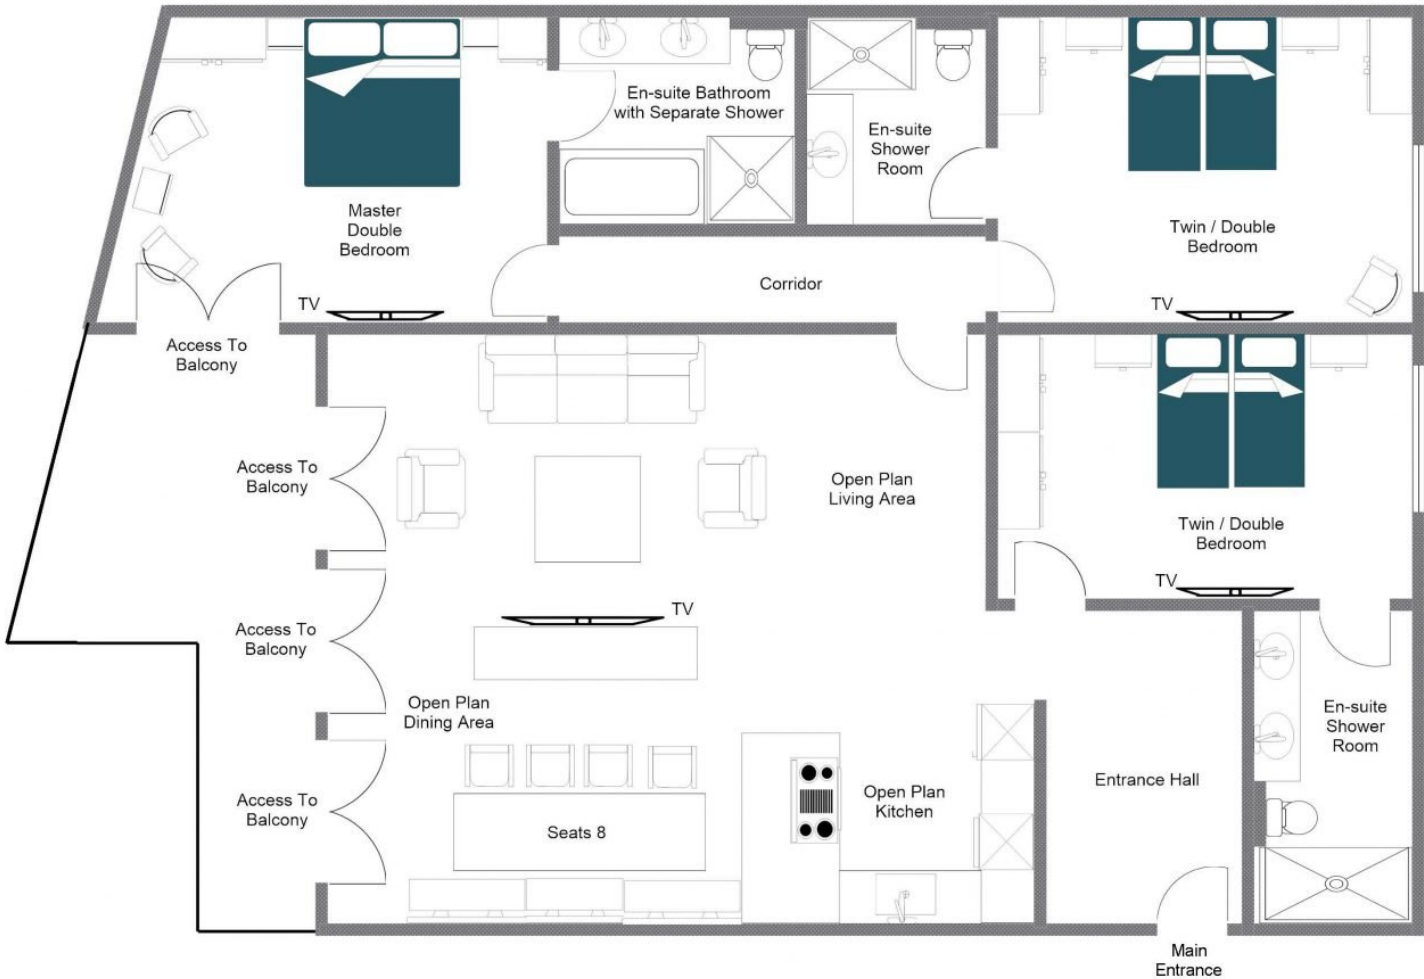 En-suite Bathroom
with Separate Shower
En-suite
Shower
Room
Master
Double
Bedroom
Twin / Double
Bedroom
Corridor
TV
TV
Access To
Balcony
Access To
Balcony
Open Plan
Living Area
Twin / Double
Bedroom
TV
TV
Access To
Balcony
Open Plan
Dining Area
En-suite
Shower
Room
Access To
Balcony
Seats 8
Open Plan
Kitchen
Entrance Hall
Main
Entrance